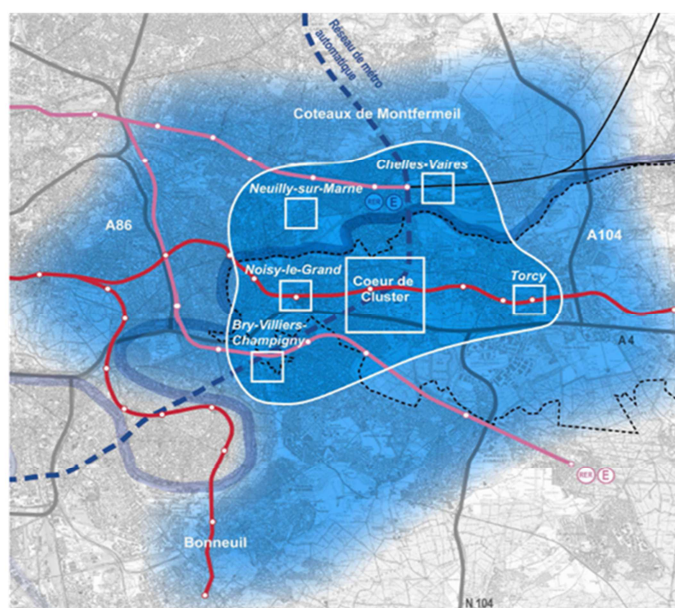 Réseau de métro
automatique
Coteaux de Montfermeil
Chelles-Vaires
Neuilly-sur-Marne
RER E
A86
A104
Noisy-le-Grand
Coeur de
Cluster
Torcy
Bry-Villiers-
Champigny
A4
RER E
Bonneuil
N 104